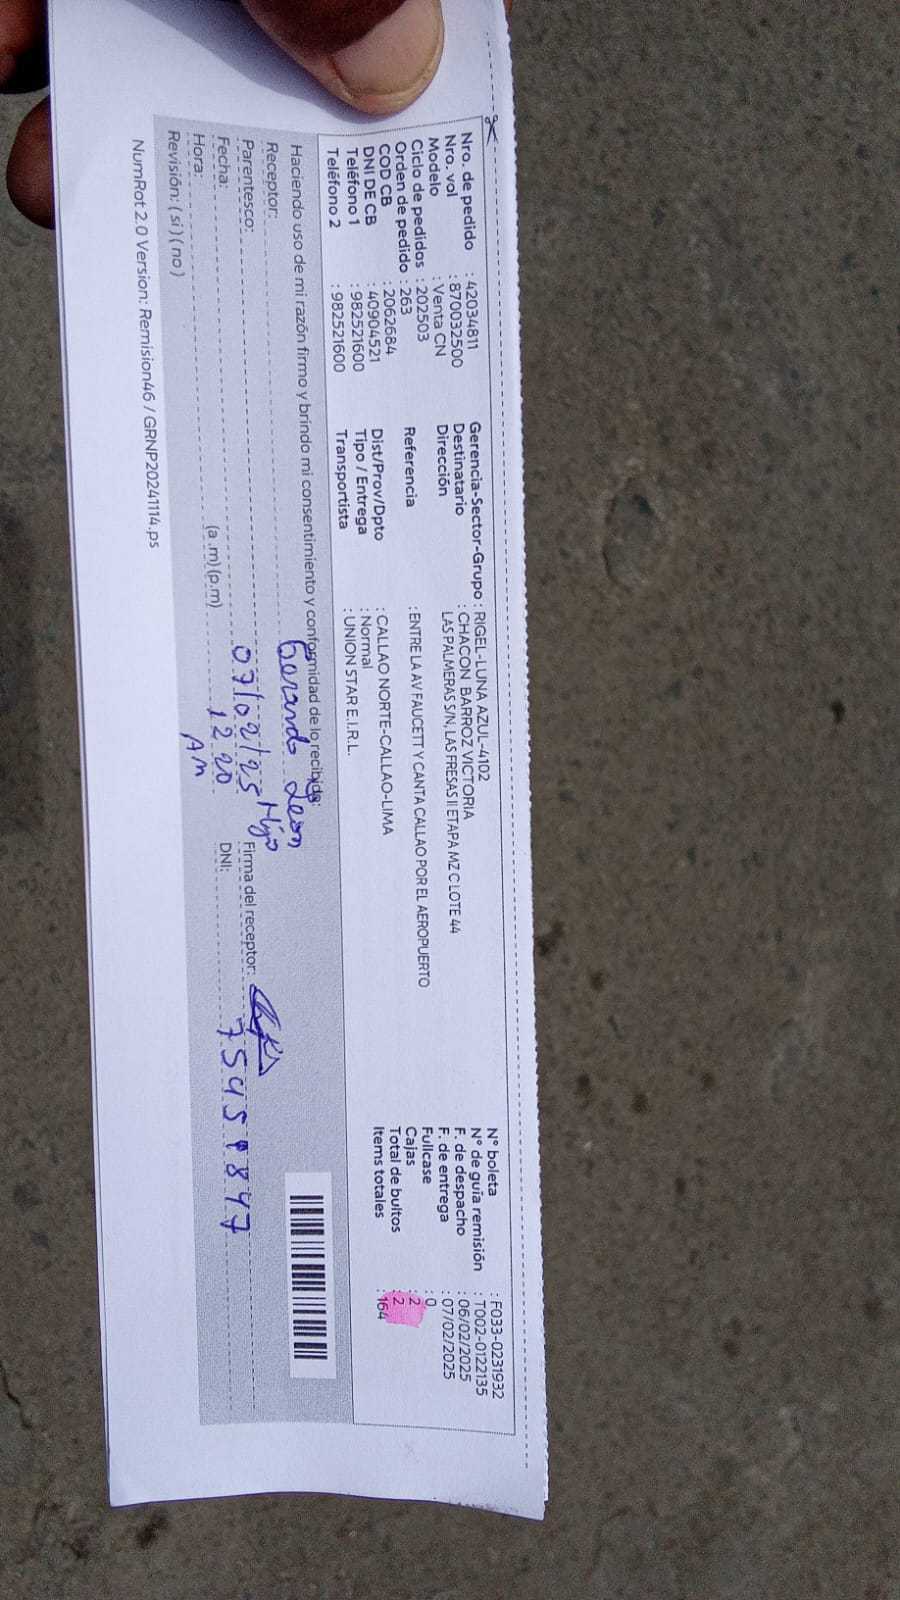 Nro. de pedido : 42034811
Nro. vol : 870032500
Modelo : Venta CN
Ciclo de pedidos : 202503
Orden de pedido : 263
COD CB : 2062684
DNI DE CB : 40904521
Teléfono 1 : 982521600
Teléfono 2 : 982521600
Gerencia-Sector-Grupo : RIGEL-LUNA AZUL-4102
Destinatario : CHACON BARROZ VICTORIA
Dirección LAS PALMERAS S/N, LAS FRESAS II ETAPA MZ C LOTE 44
Referencia : ENTRE LA AV FAUCETT Y CANTA CALLAO POR EL AEROPUERTO
Dist/Prov/Dpto : CALLAO NORTE-CALLAO-LIMA
Tipo / Entrega : Normal
Transportista : UNION STAR E.I.R.L.
N° boleta : F033-0231932
N° de guía remisión : T002-0122135
F. de despacho : 06/02/2025
F. de entrega : 07/02/2025
Fullcase : 0
Cajas : 2
Total de bultos : 2
Items totales : 164
Haciendo uso de mi razón firmo y brindo mi consentimiento y conformidad de lo recibido:
Receptor: Gerardo Leon
Parentesco: Hijo
Firma del receptor:
Fecha: 07/02/25
DNI:
Hora: 12 20 (a .m) (p.m)
AM
Revisión: ( si ) ( no )
NumRot 2.0 Version: Remision46 / GRNP20241114.ps